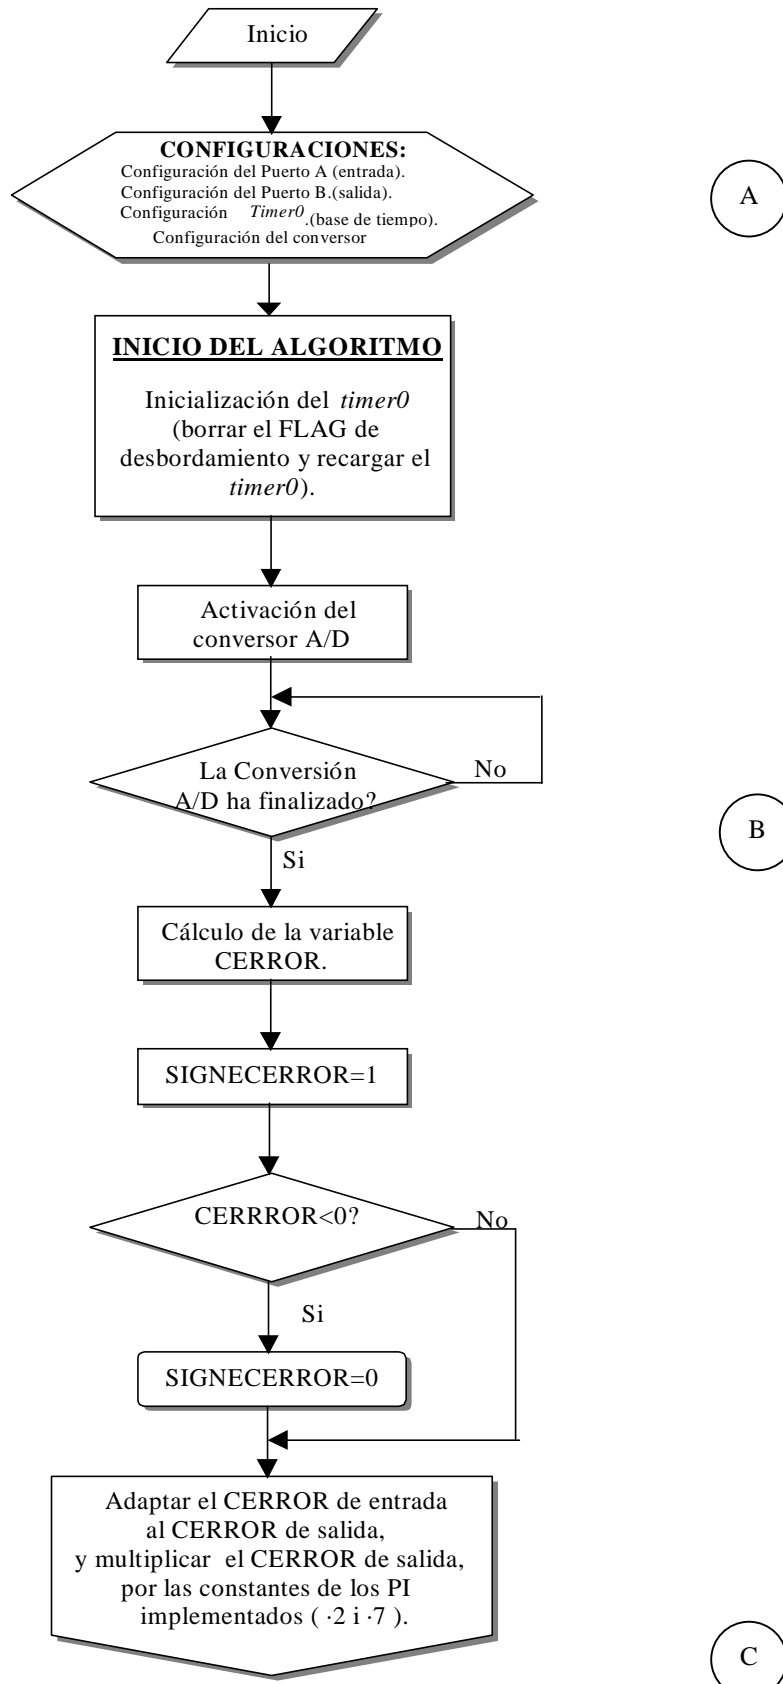 Inicio
CONFIGURACIONES:
Configuración del Puerto A (entrada).
Configuración del Puerto B.(salida).
Configuración Timer0.(base de tiempo).
Configuración del conversor
A
INICIO DEL ALGORITMO
Inicialización del timer0
(borrar el FLAG de
desbordamiento y recargar el
timer0).
Activación del
conversor A/D
La Conversión
A/D ha finalizado?
No
B
Si
Cálculo de la variable
CERROR.
SIGNECERROR=1
CERRROR<0?
No
Si
SIGNECERROR=0
Adaptar el CERROR de entrada
al CERROR de salida,
y multiplicar el CERROR de salida,
por las constantes de los PI
implementados ( ·2 i ·7 ).
C